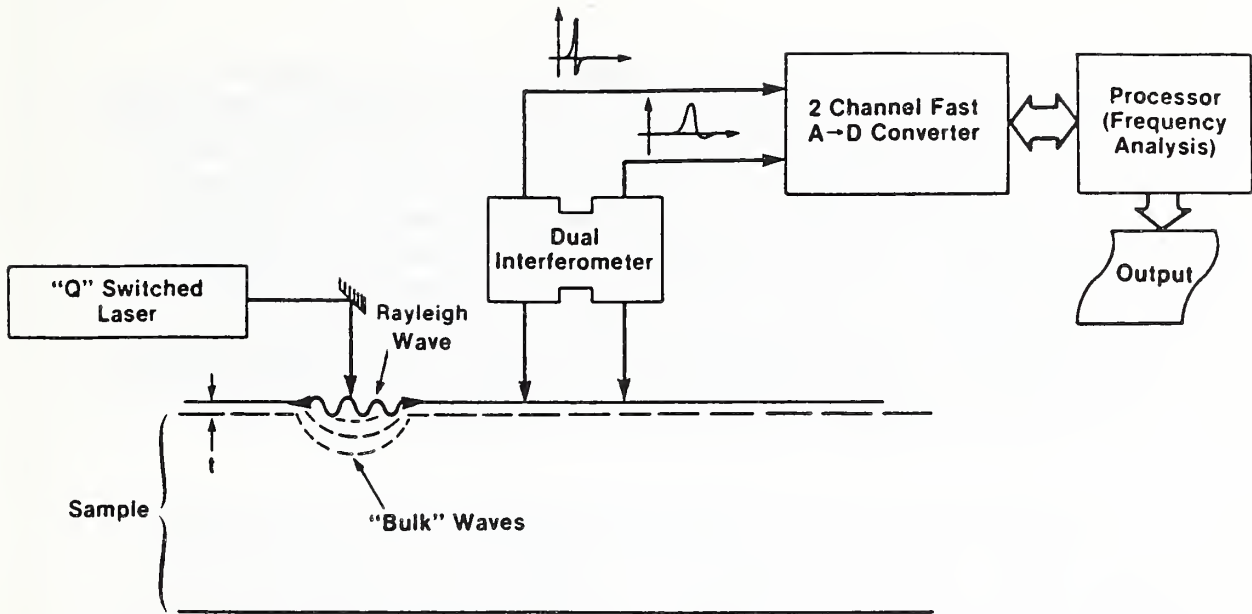 2 Channel Fast
A→D Converter
Processor
(Frequency
Analysis)
Dual
Interferometer
Output
"Q" Switched
Laser
Rayleigh
Wave
t
Sample
"Bulk" Waves